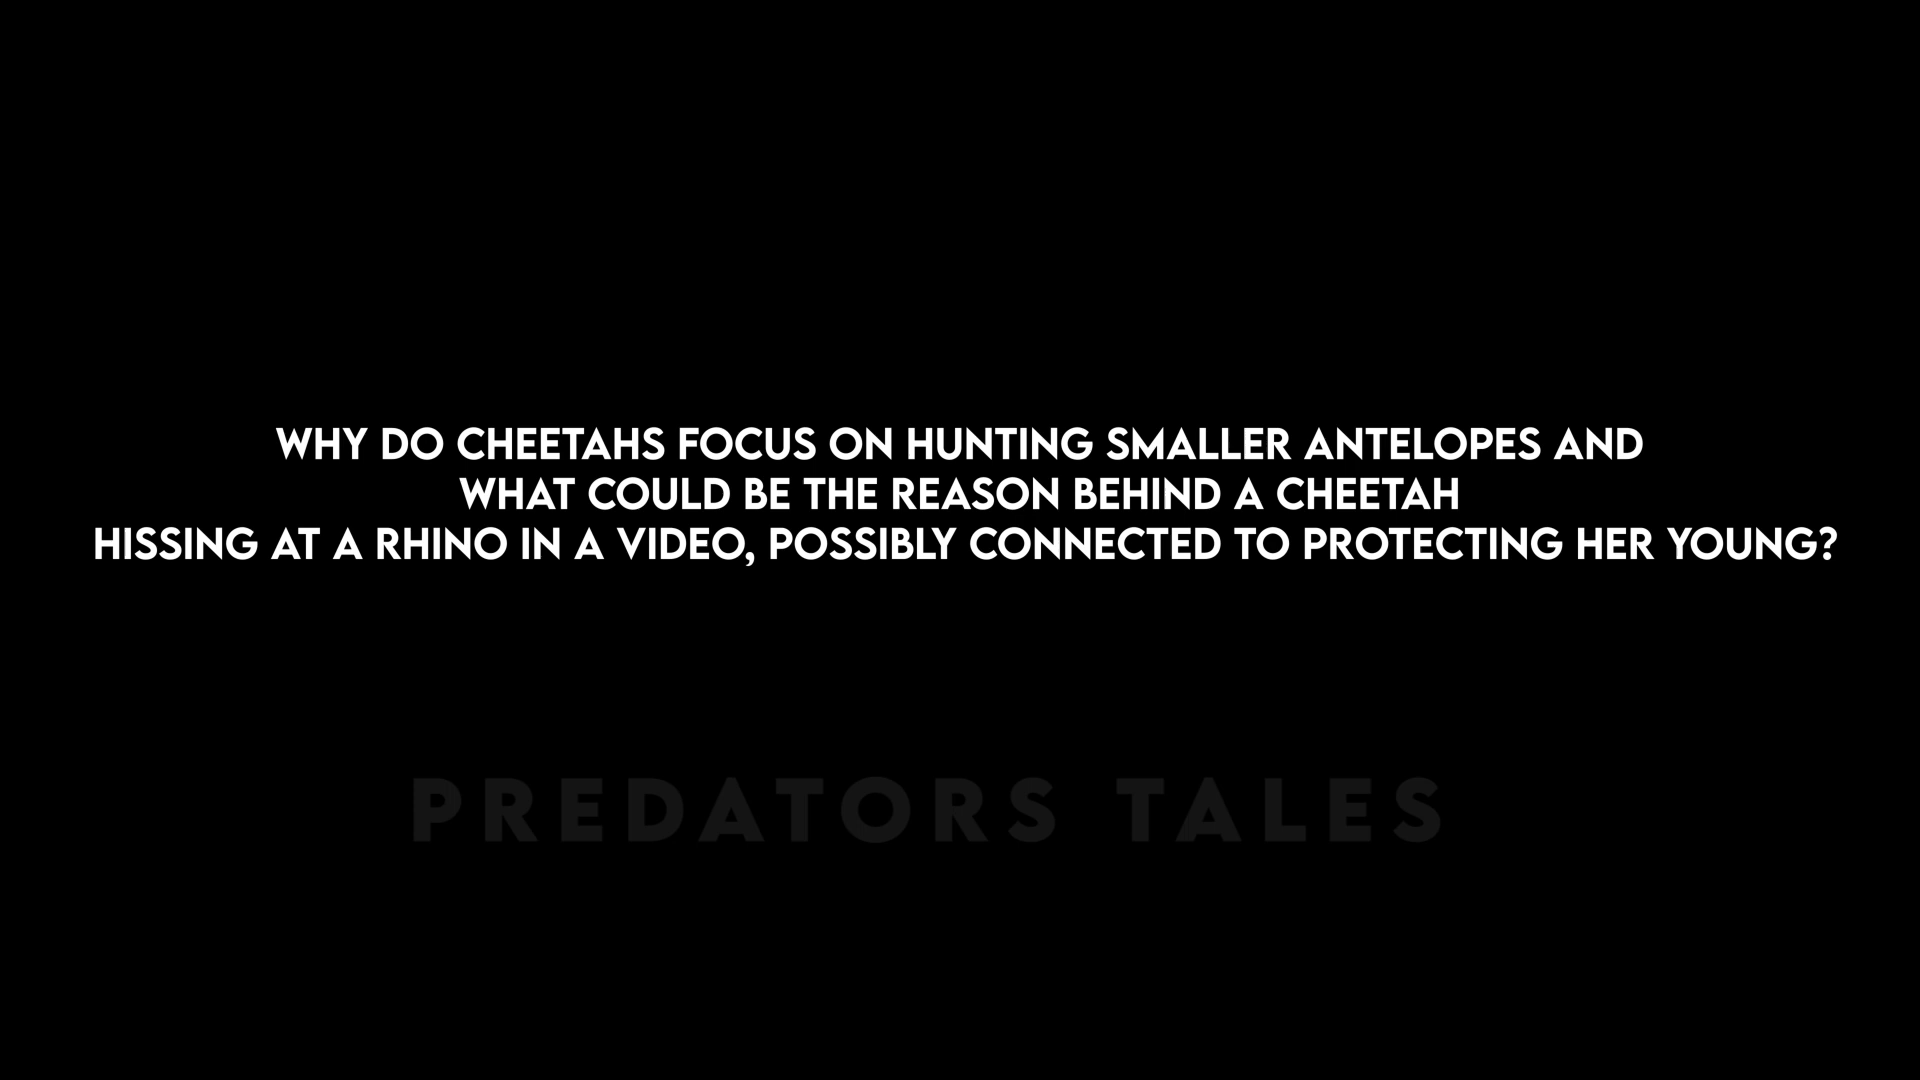 WHY DO CHEETAHS FOCUS ON HUNTING SMALLER ANTELOPES AND
WHAT COULD BE THE REASON BEHIND A CHEETAH
HISSING AT A RHINO IN A VIDEO, POSSIBLY CONNECTED TO PROTECTING HER YOUNG?
PREDATORS TALES